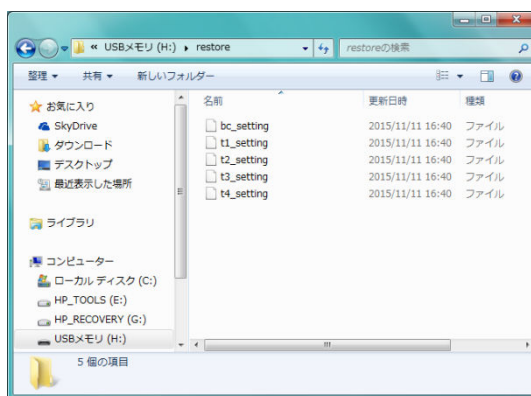 « USBメモリ (H:) ▸ restore
restoreの検索
整理 ▼ 共有 ▼ 新しいフォルダー
お気に入り
SkyDrive
ダウンロード
デスクトップ
最近表示した場所
ライブラリ
コンピューター
ローカル ディスク (C:)
HP_TOOLS (E:)
HP_RECOVERY (G:)
USBメモリ (H:)
名前 更新日時 種類
bc_setting 2015/11/11 16:40 ファイル
t1_setting 2015/11/11 16:40 ファイル
t2_setting 2015/11/11 16:40 ファイル
t3_setting 2015/11/11 16:40 ファイル
t4_setting 2015/11/11 16:40 ファイル
5 個の項目